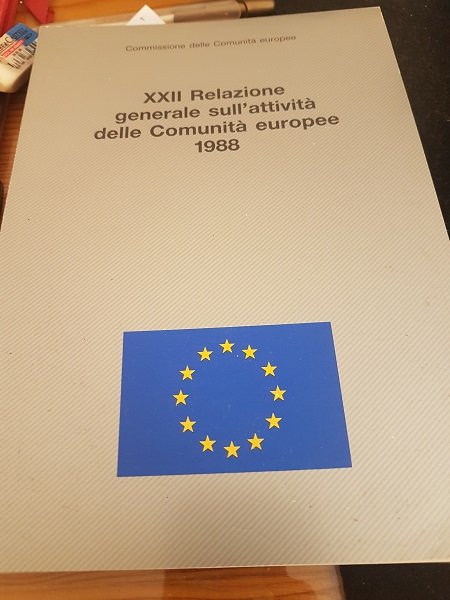 Commissione delle Comunità europee
XXII Relazione
generale sull'attività
delle Comunità europee
1988